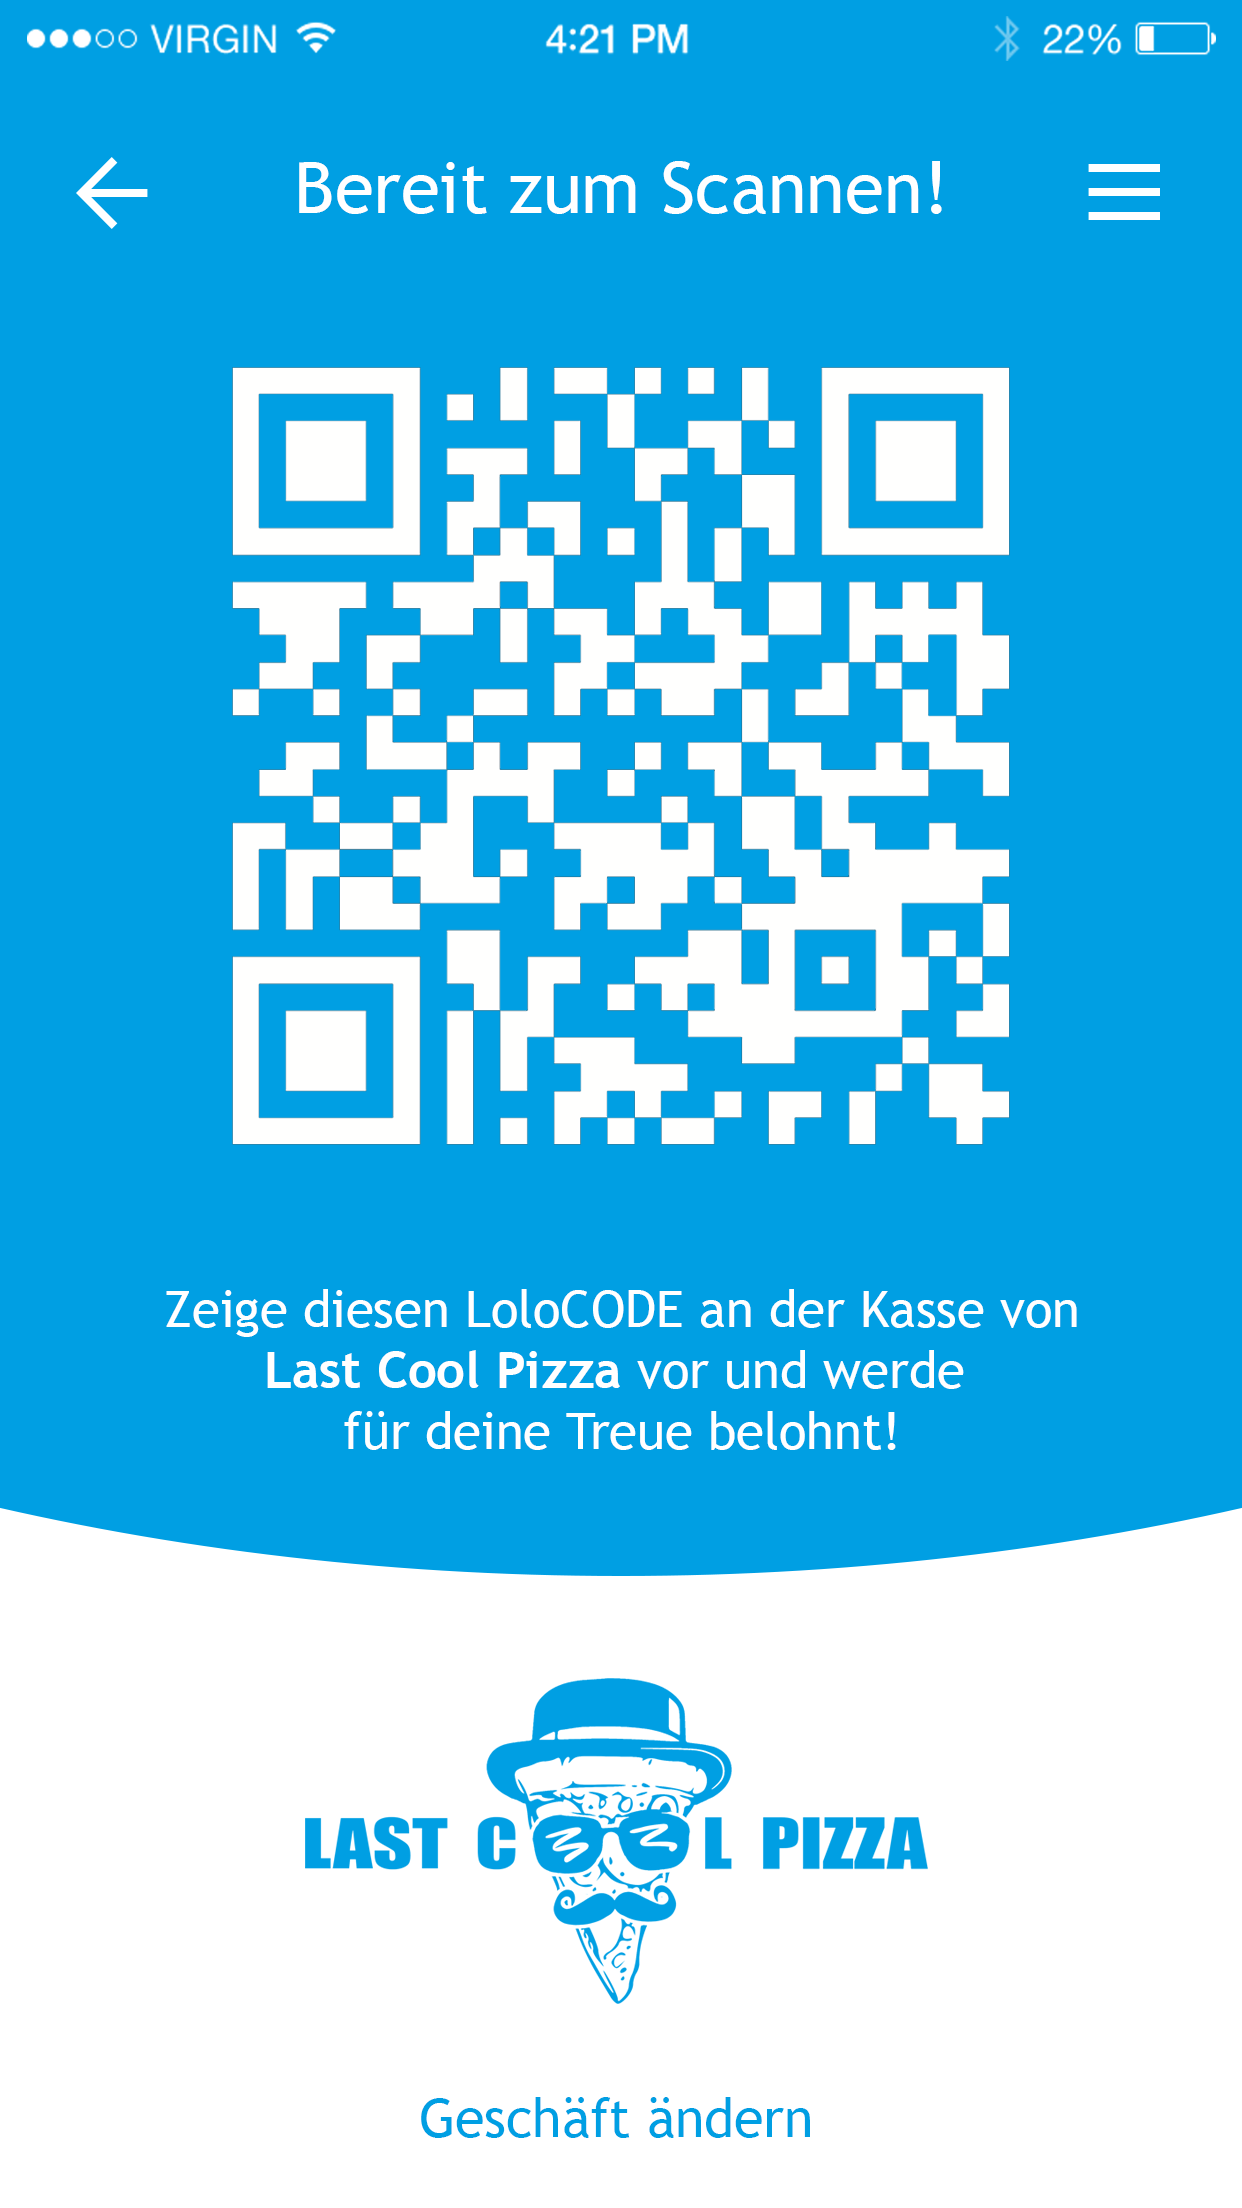 VIRGIN 4:21 PM 22%
Bereit zum Scannen!
Zeige diesen LoloCODE an der Kasse von
Last Cool Pizza vor und werde
für deine Treue belohnt!
LAST COOL PIZZA
Geschäft ändern